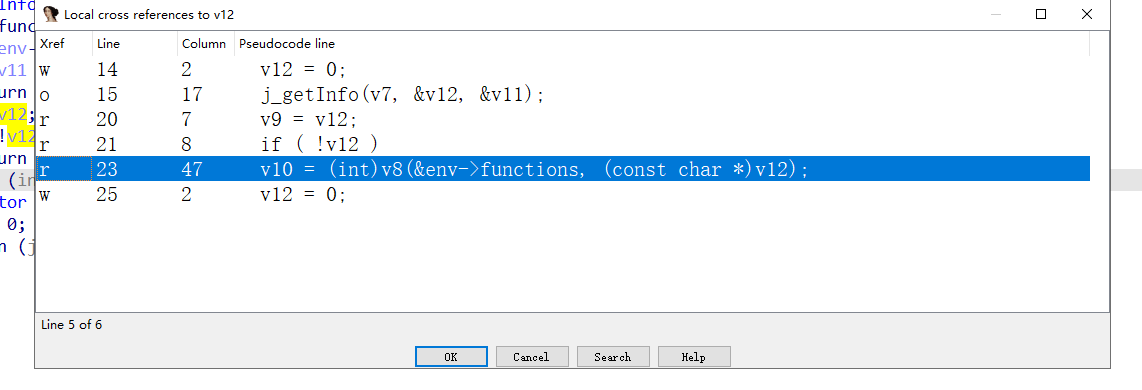 Info
Local cross references to v12
func
Xref Line Column Pseudocode line
env-
w 14 2 v12 = 0;
v11
o 15 17 j_getInfo(v7, &v12, &v11);
urn
r 20 7 v9 = v12;
v12;
r 21 8 if ( !v12 )
!v12
urn
r 23 47 v10 = (int)v8(&env->functions, (const char *)v12);
(in
w 25 2 v12 = 0;
tor
0;
n (j
Line 5 of 6
OK Cancel Search Help